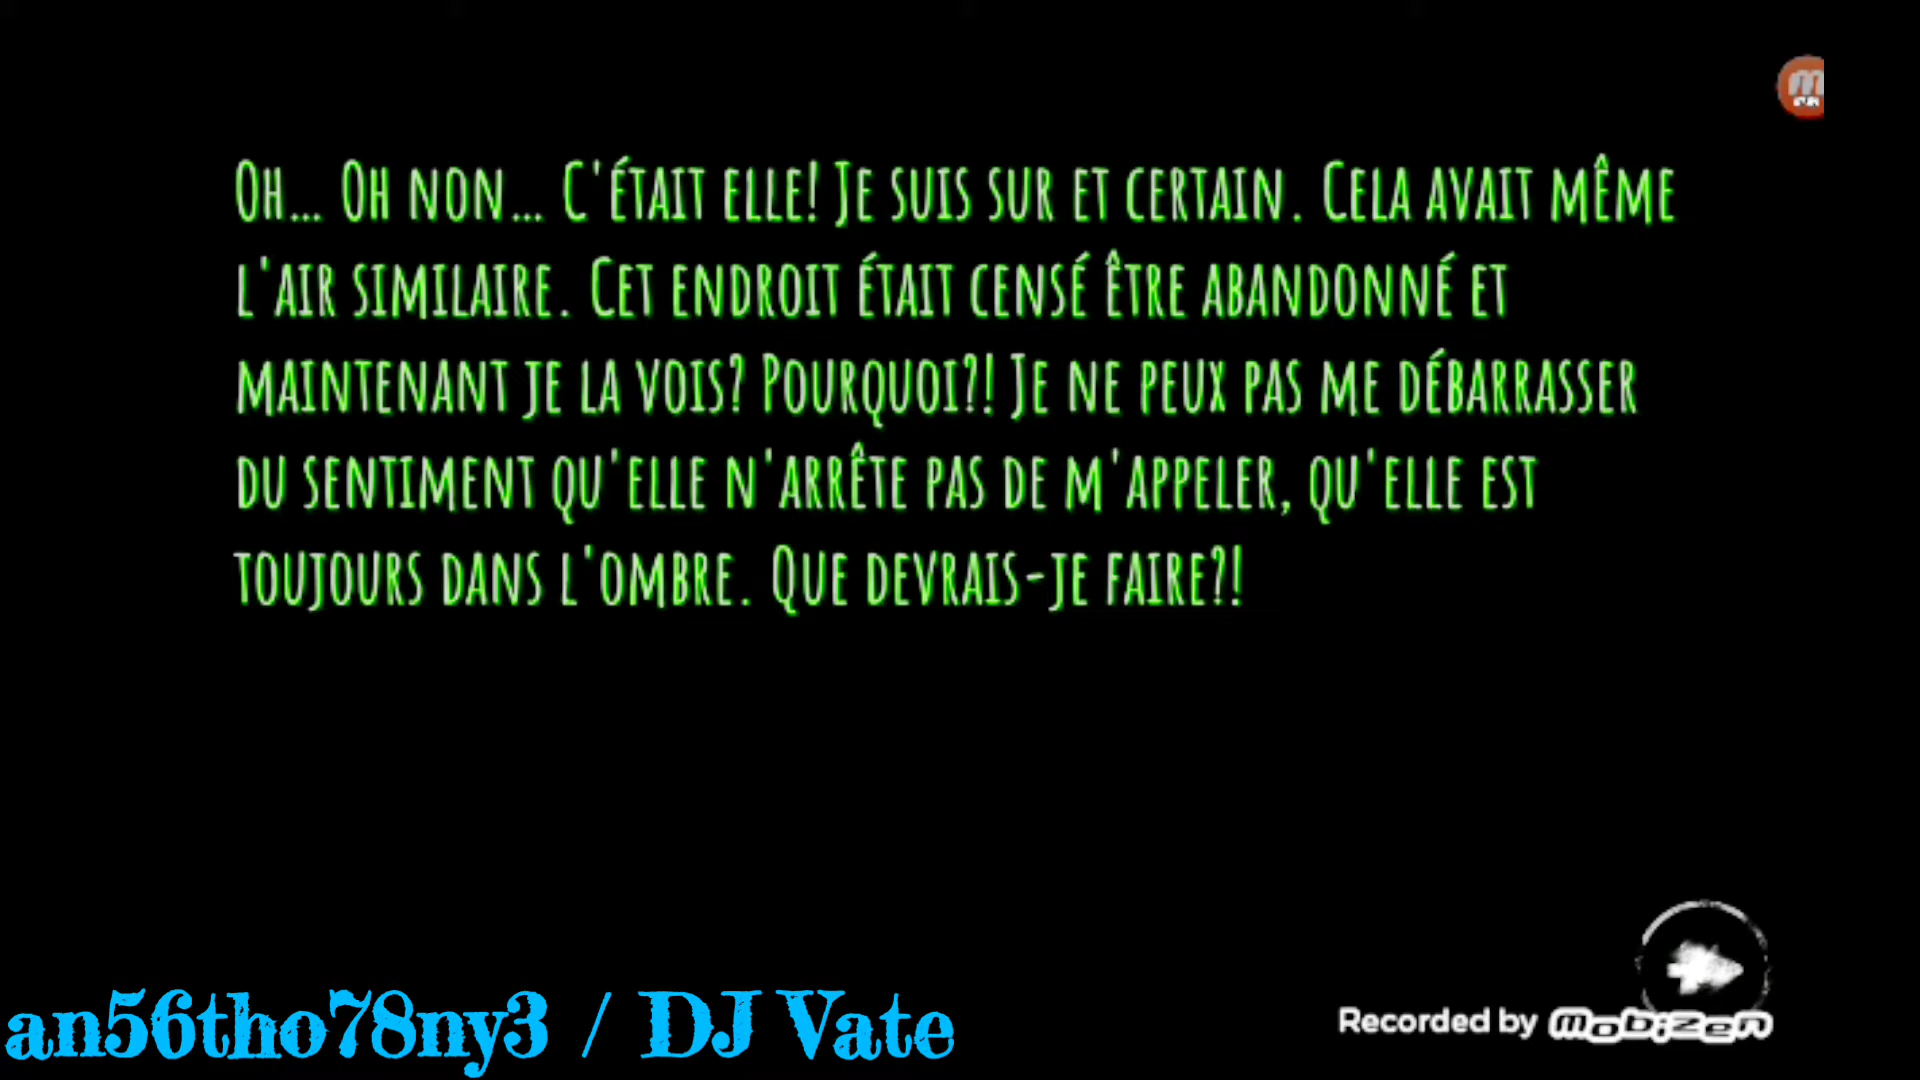 Oh... Oh non... C'était elle! Je suis sur et certain. Cela avait même
l'air similaire. Cet endroit était censé être abandonné et
maintenant je la vois? Pourquoi?! Je ne peux pas me débarrasser
du sentiment qu'elle n'arrête pas de m'appeler, qu'elle est
toujours dans l'ombre. Que devrais-je faire?!
Recorded by mobizen
an56tho78ny3 / DJ Vate